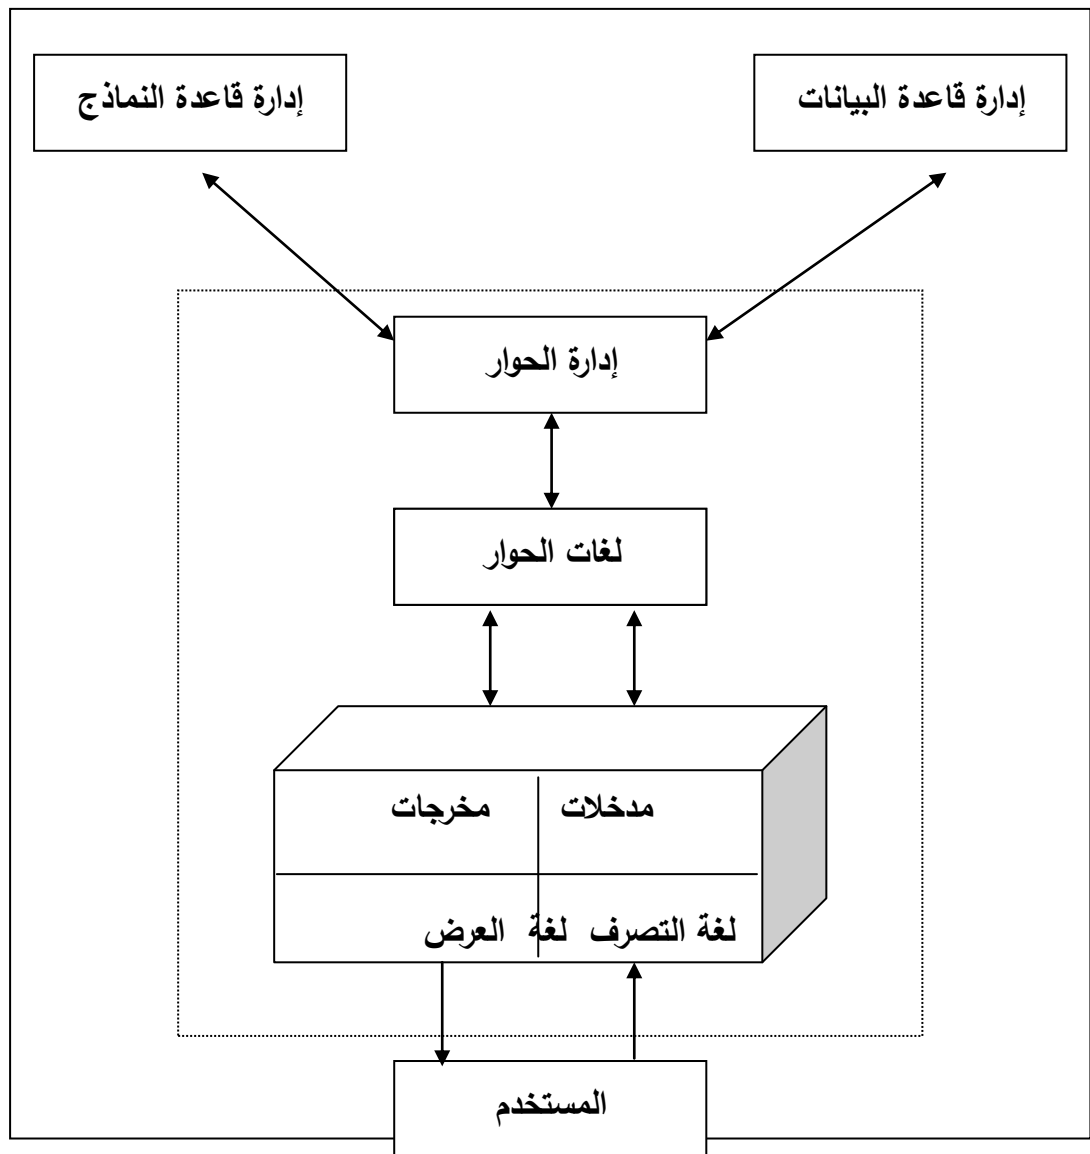 إدارة قاعدة البيانات
إدارة قاعدة النماذج
إدارة الحوار
لغات الحوار
مدخلات
مخرجات
لغة التصرف
لغة العرض
المستخدم